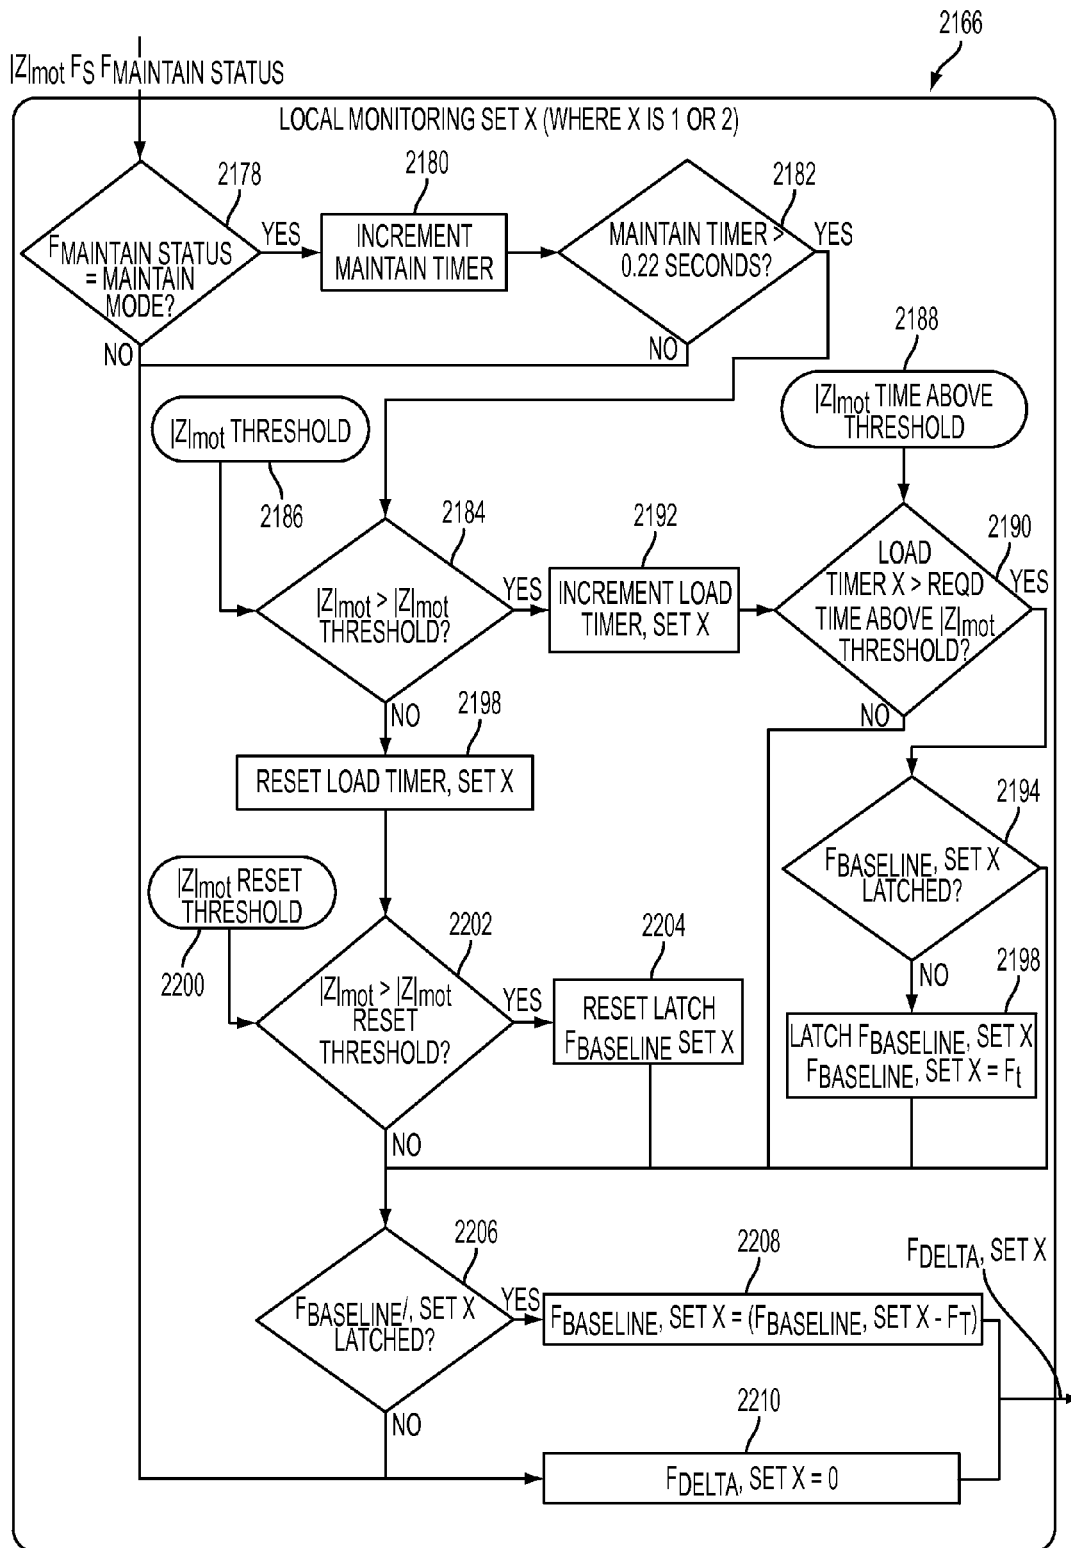 2166
|Z|mot FS FMAINTAIN STATUS
LOCAL MONITORING SET X (WHERE X IS 1 OR 2)
2178
FMAINTAIN STATUS
= MAINTAIN
MODE?
YES
NO
2180
INCREMENT
MAINTAIN TIMER
2182
MAINTAIN TIMER >
0.22 SECONDS?
YES
NO
2188
|Z|mot TIME ABOVE
THRESHOLD
|Z|mot THRESHOLD
2186
2184
|Z|mot > |Z|mot
THRESHOLD?
YES
NO
2192
INCREMENT LOAD
TIMER, SET X
2190
LOAD
TIMER X > REQD
TIME ABOVE |Z|mot
THRESHOLD?
YES
NO
2198
RESET LOAD TIMER, SET X
2194
FBASELINE, SET X
LATCHED?
NO
2198
LATCH FBASELINE, SET X
FBASELINE, SET X = Ft
|Z|mot RESET
THRESHOLD
2200
2202
|Z|mot > |Z|mot
RESET
THRESHOLD?
YES
NO
2204
RESET LATCH
FBASELINE SET X
2206
FBASELINE/, SET X
LATCHED?
YES
NO
2208
FBASELINE, SET X = (FBASELINE, SET X - FT)
FDELTA, SET X
2210
FDELTA, SET X = 0